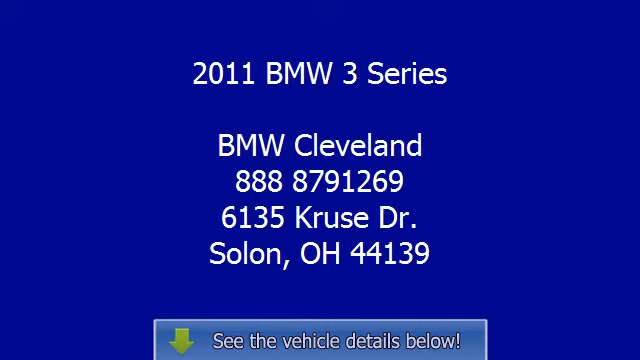 2011 BMW 3 Series
BMW Cleveland
888 8791269
6135 Kruse Dr.
Solon, OH 44139
See the vehicle details below!